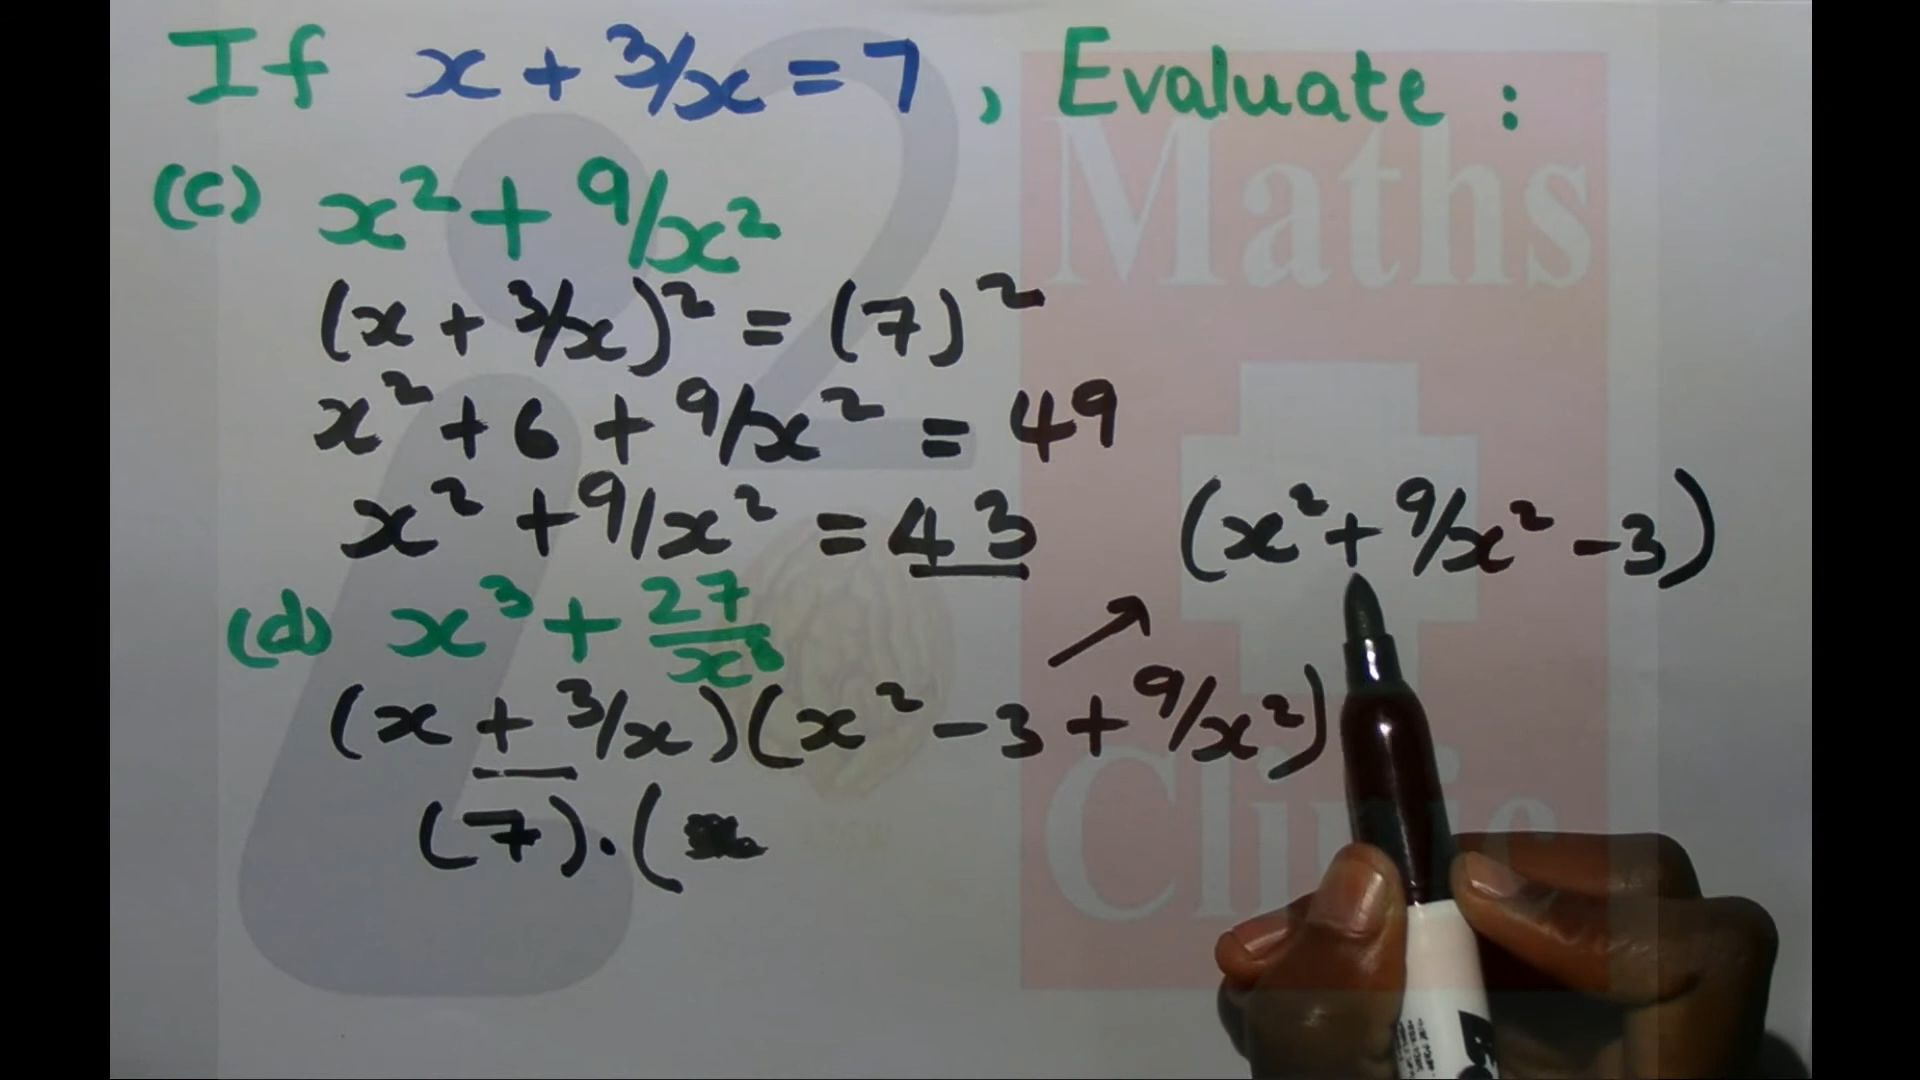 If x + 3/x = 7, Evaluate :
(c) x² + 9/x²
(x + 3/x)² = (7)²
x² + 6 + 9/x² = 49
x² + 9/x² = 43
(x² + 9/x² - 3)
(d) x³ + 27/x³
(x + 3/x)(x² - 3 + 9/x²)
(7).(
Maths
Clinic